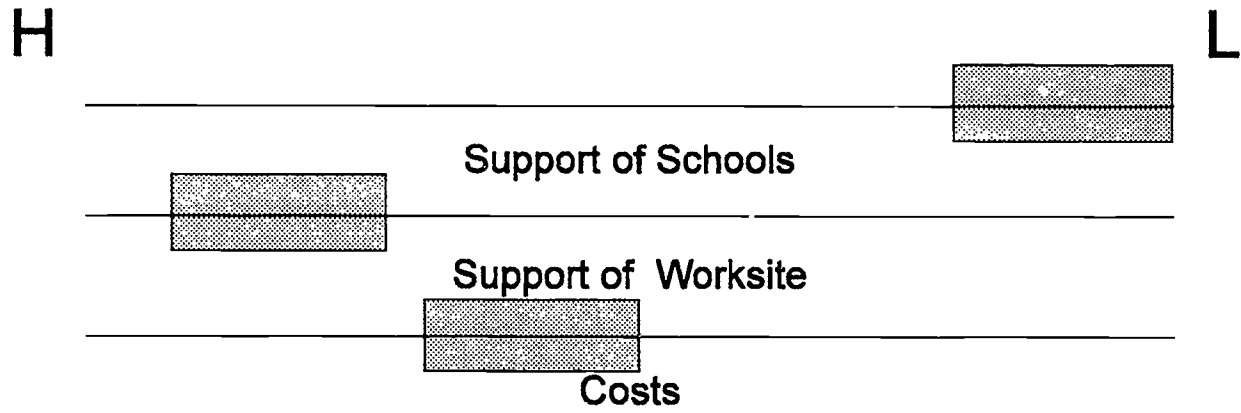 H L
Support of Schools
Support of Worksite
Costs